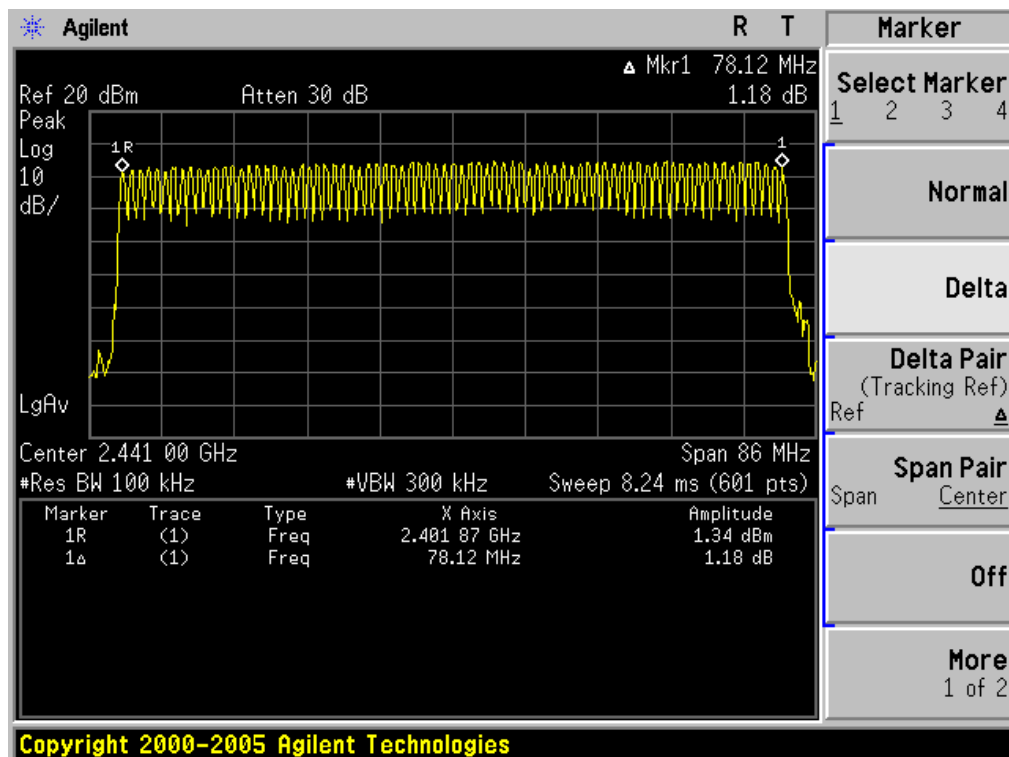 Agilent R T
Δ Mkr1 78.12 MHz
Ref 20 dBm Atten 30 dB 1.18 dB
Peak
Log
10
dB/
1R
1
LgAv
Center 2.441 00 GHz Span 86 MHz
#Res BW 100 kHz #VBW 300 kHz Sweep 8.24 ms (601 pts)
Marker Trace Type X Axis Amplitude
1R (1) Freq 2.401 87 GHz 1.34 dBm
1Δ (1) Freq 78.12 MHz 1.18 dB
Copyright 2000-2005 Agilent Technologies
Marker
Select Marker
1 2 3 4
Normal
Delta
Delta Pair
(Tracking Ref)
Ref Δ
Span Pair
Span Center
Off
More
1 of 2